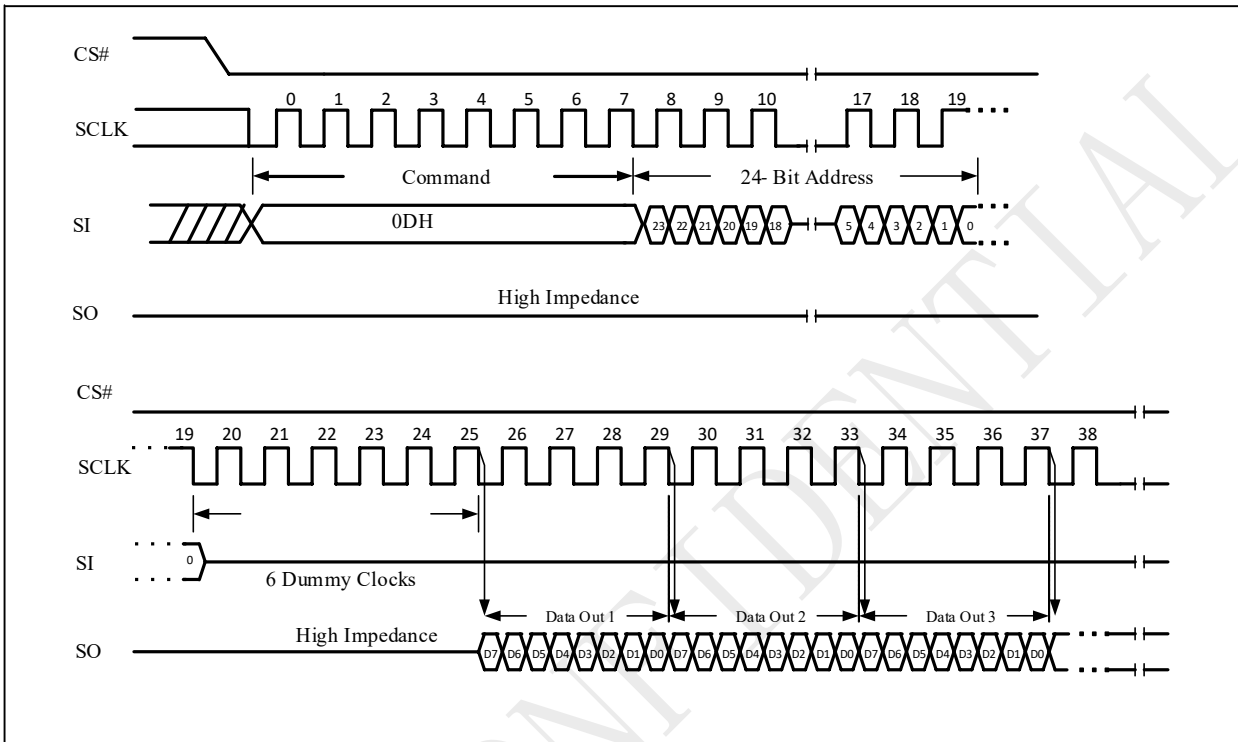 CS#
0 1 2 3 4 5 6 7 8 9 10 17 18 19
SCLK
Command 24- Bit Address
SI 0DH 23 22 21 20 19 18 5 4 3 2 1 0
High Impedance
SO
CS#
19 20 21 22 23 24 25 26 27 28 29 30 31 32 33 34 35 36 37 38
SCLK
SI 0
6 Dummy Clocks
Data Out 1 Data Out 2 Data Out 3
High Impedance
SO D7 D6 D5 D4 D3 D2 D1 D0 D7 D6 D5 D4 D3 D2 D1 D0 D7 D6 D5 D4 D3 D2 D1 D0
NFIDENTIAL